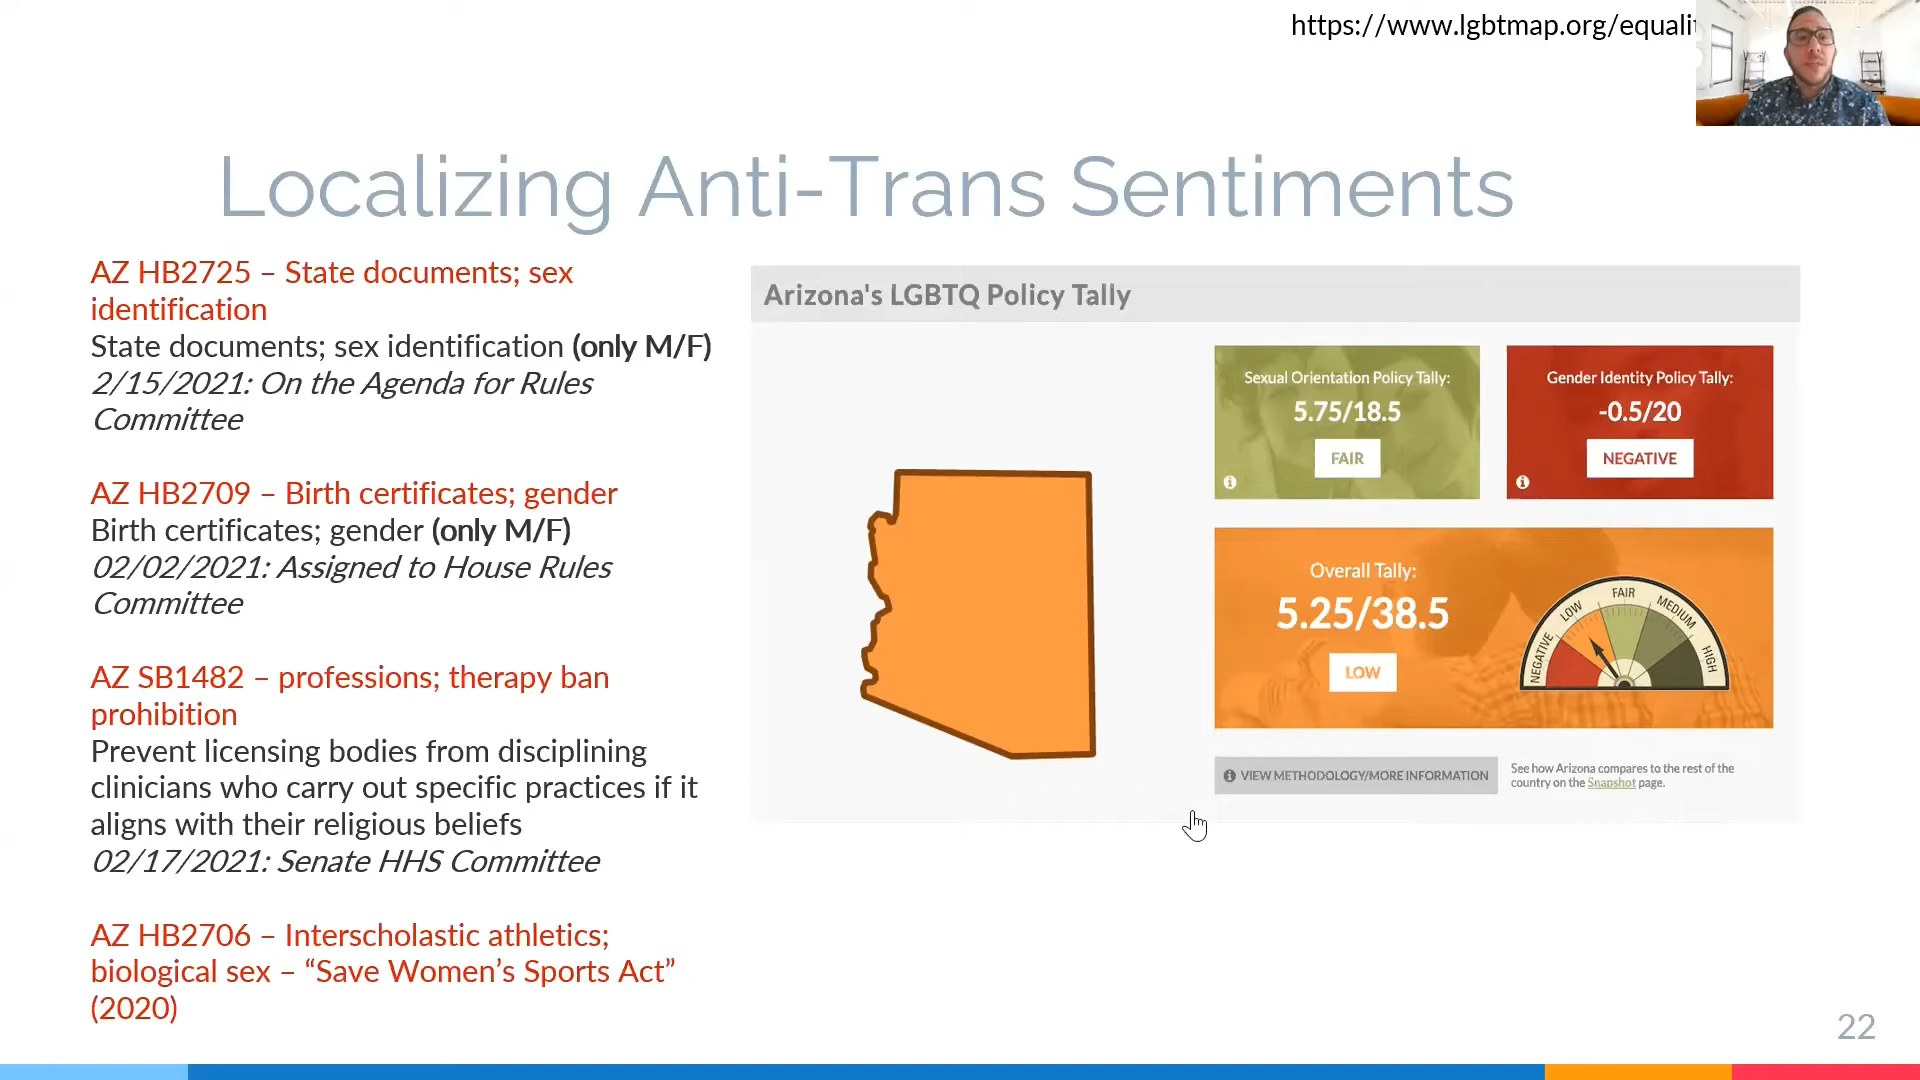 https://www.lgbtmap.org/equali
Localizing Anti-Trans Sentiments
AZ HB2725 – State documents; sex
identification
State documents; sex identification (only M/F)
2/15/2021: On the Agenda for Rules
Committee
AZ HB2709 – Birth certificates; gender
Birth certificates; gender (only M/F)
02/02/2021: Assigned to House Rules
Committee
AZ SB1482 – professions; therapy ban
prohibition
Prevent licensing bodies from disciplining
clinicians who carry out specific practices if it
aligns with their religious beliefs
02/17/2021: Senate HHS Committee
AZ HB2706 – Interscholastic athletics;
biological sex – “Save Women’s Sports Act”
(2020)
Arizona's LGBTQ Policy Tally
Sexual Orientation Policy Tally:
5.75/18.5
FAIR
Gender Identity Policy Tally:
-0.5/20
NEGATIVE
Overall Tally:
5.25/38.5
LOW
NEGATIVE
LOW
FAIR
MEDIUM
HIGH
VIEW METHODOLOGY/MORE INFORMATION
See how Arizona compares to the rest of the
country on the Snapshot page.
22